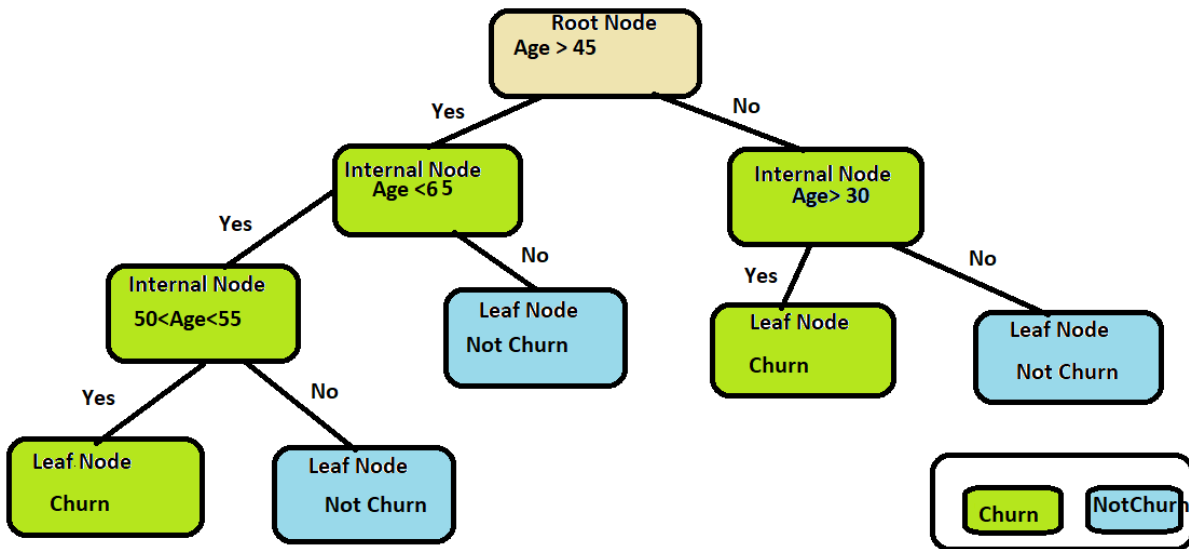 Root Node
Age > 45
Yes
No
Internal Node
Age <6 5
Internal Node
Age> 30
Yes
No
Yes
No
Internal Node
50<Age<55
Leaf Node
Not Churn
Leaf Node
Churn
Leaf Node
Not Churn
Yes
No
Leaf Node
Churn
Leaf Node
Not Churn
Churn
NotChurn